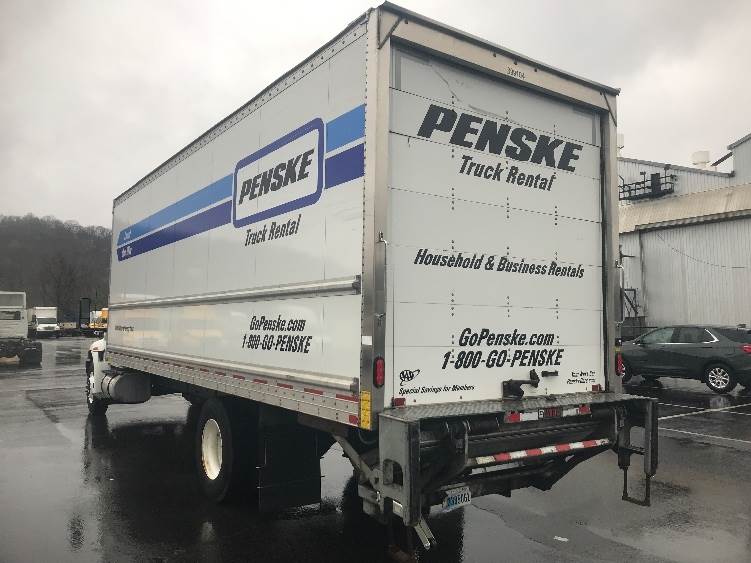 PENSKE
Truck Rental
GoPenske.com
1-800-GO-PENSKE
PENSKE
Truck Rental
Household & Business Rentals
GoPenske.com
1-800-GO-PENSKE
AAA
Special Savings for Members